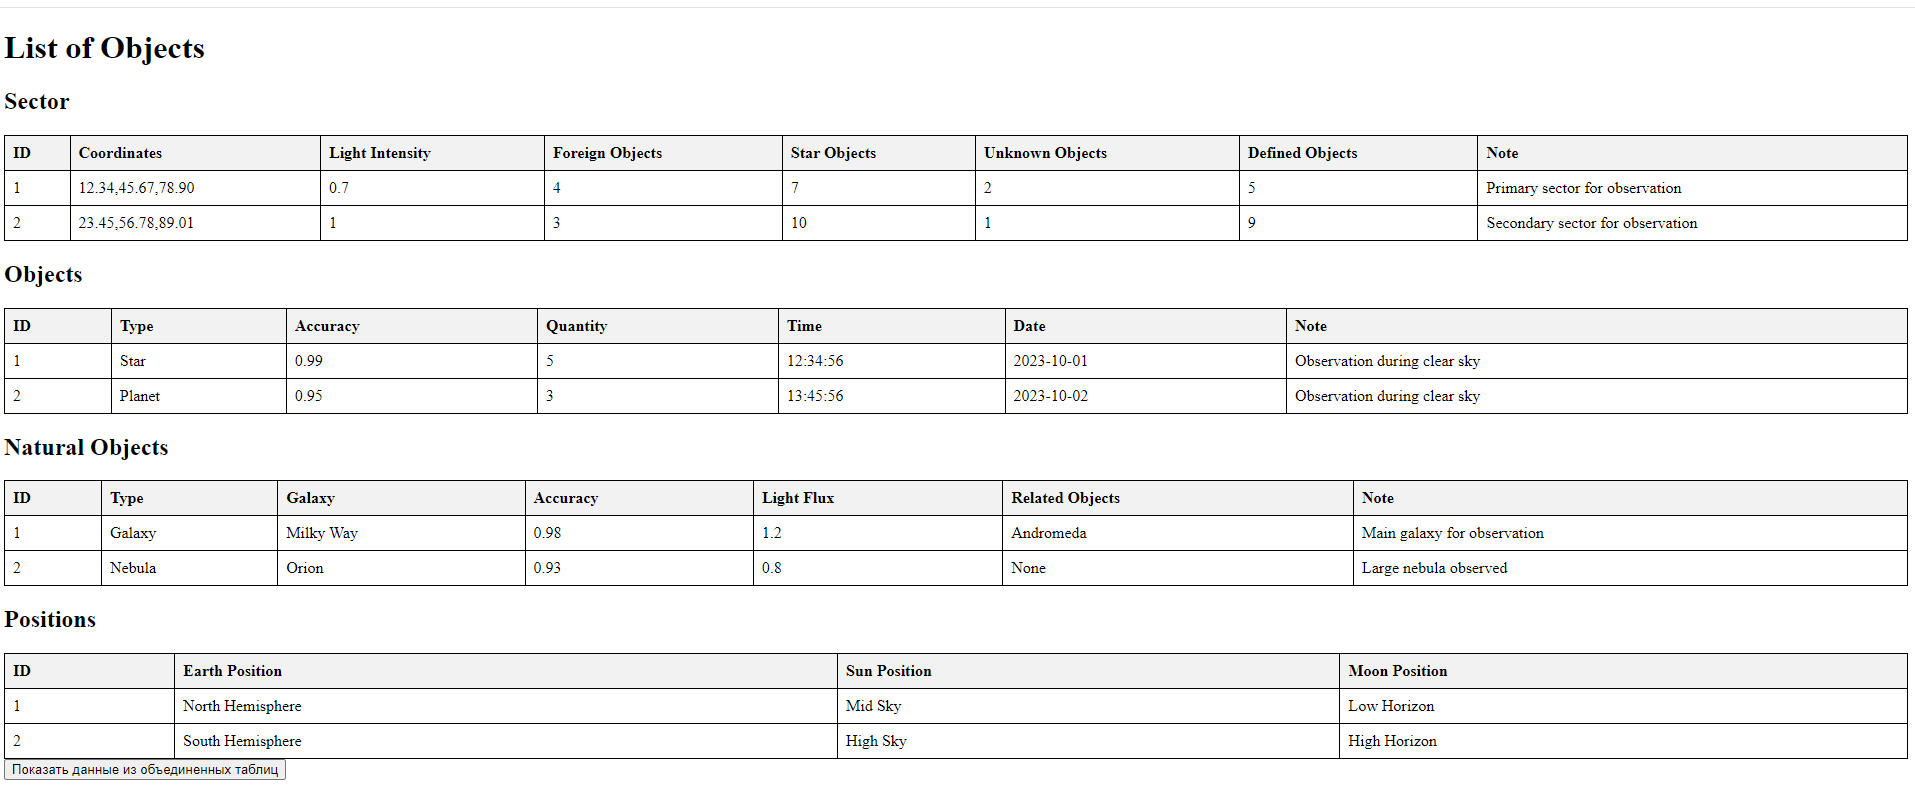 List of Objects
Sector
ID Coordinates Light Intensity Foreign Objects Star Objects Unknown Objects Defined Objects Note
1 12.34,45.67,78.90 0.7 4 7 2 5 Primary sector for observation
2 23.45,56.78,89.01 1 3 10 1 9 Secondary sector for observation
Objects
ID Type Accuracy Quantity Time Date Note
1 Star 0.99 5 12:34:56 2023-10-01 Observation during clear sky
2 Planet 0.95 3 13:45:56 2023-10-02 Observation during clear sky
Natural Objects
ID Type Galaxy Accuracy Light Flux Related Objects Note
1 Galaxy Milky Way 0.98 1.2 Andromeda Main galaxy for observation
2 Nebula Orion 0.93 0.8 None Large nebula observed
Positions
ID Earth Position Sun Position Moon Position
1 North Hemisphere Mid Sky Low Horizon
2 South Hemisphere High Sky High Horizon
Показать данные из объединенных таблиц